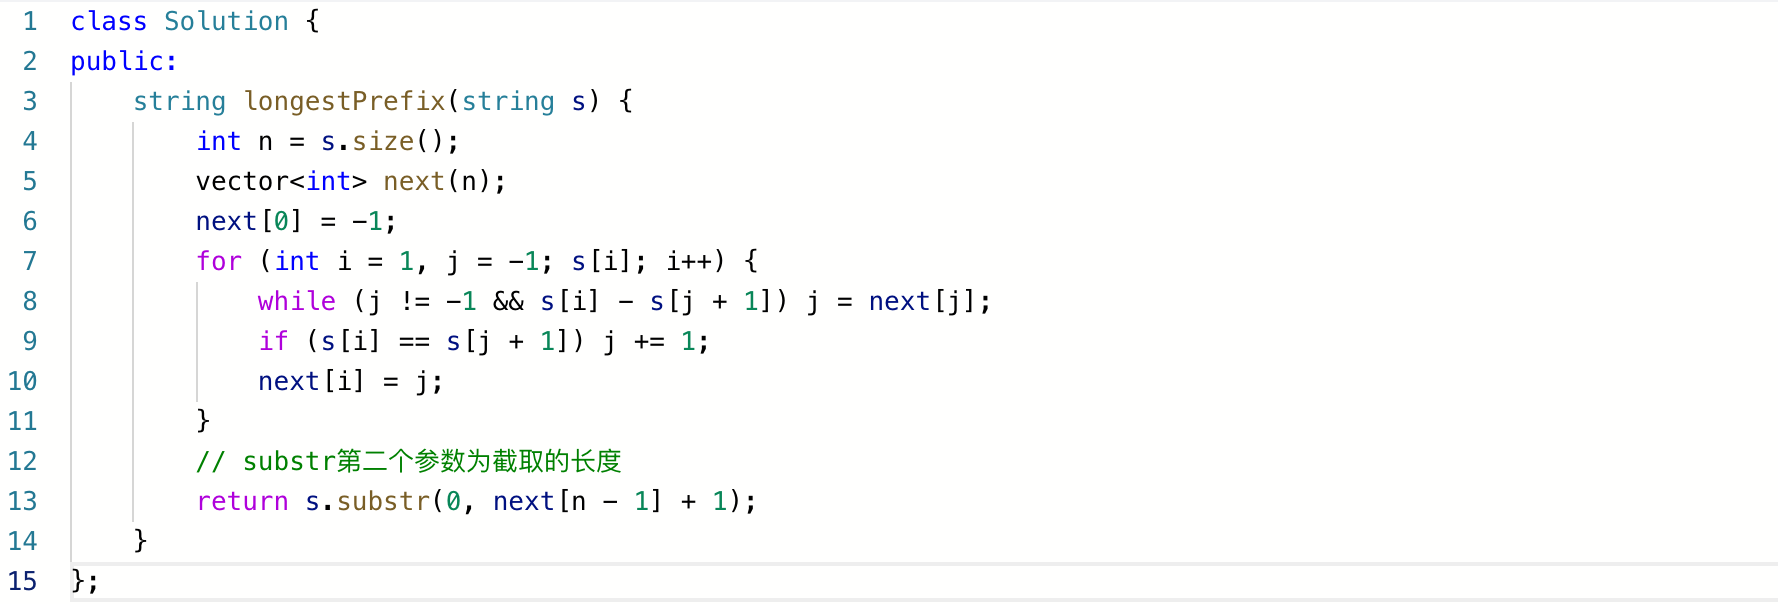 1 class Solution {
2 public:
3     string longestPrefix(string s) {
4         int n = s.size();
5         vector<int> next(n);
6         next[0] = -1;
7         for (int i = 1, j = -1; s[i]; i++) {
8             while (j != -1 && s[i] - s[j + 1]) j = next[j];
9             if (s[i] == s[j + 1]) j += 1;
10             next[i] = j;
11         }
12         // substr第二个参数为截取的长度
13         return s.substr(0, next[n - 1] + 1);
14     }
15 };